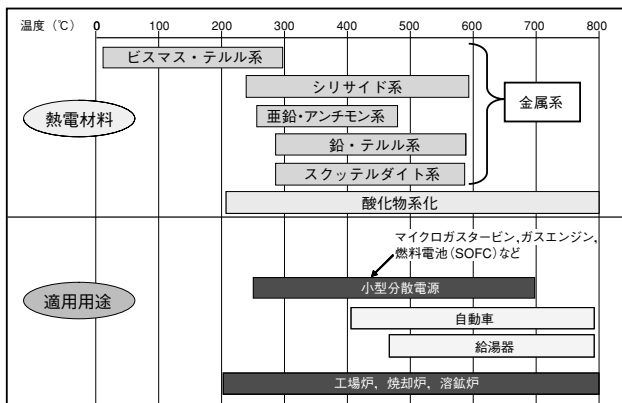 温度（℃） 0 100 200 300 400 500 600 700 800
ビスマス・テルル系
シリサイド系
亜鉛・アンチモン系
鉛・テルル系
スクッテルダイト系
金属系
熱電材料
酸化物系化
マイクロガスタービン,ガスエンジン,
燃料電池（SOFC）など
小型分散電源
適用用途
自動車
給湯器
工場炉，焼却炉，溶鉱炉